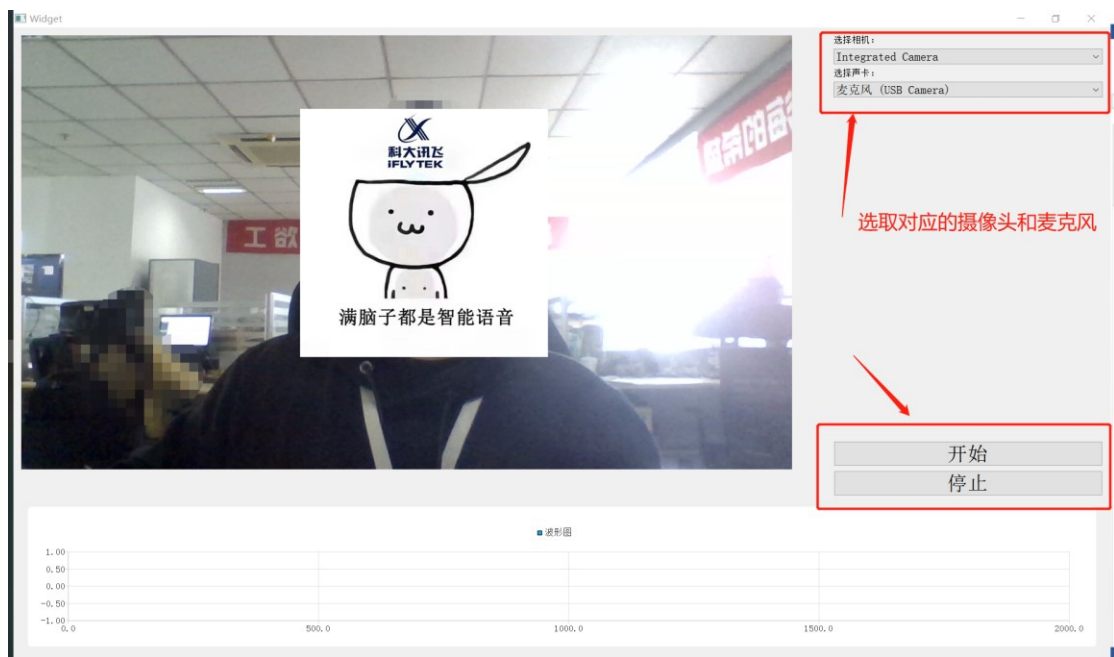 Widget
选择相机：
Integrated Camera
选择声卡：
麦克风 (USB Camera)
科大讯飞
iFLYTEK
工欲
满脑子都是智能语音
选取对应的摄像头和麦克风
开始
停止
波形图
1.00
0.50
0.00
-0.50
-1.00
0.0
500.0
1000.0
1500.0
2000.0